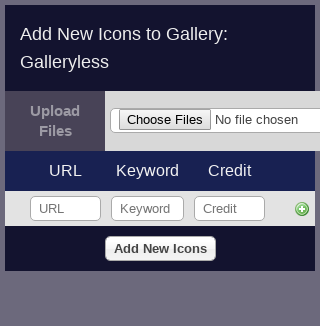 Add New Icons to Gallery:
Galleryless
Upload
Files
Choose Files No file chosen
URL Keyword Credit
URL Keyword Credit
Add New Icons